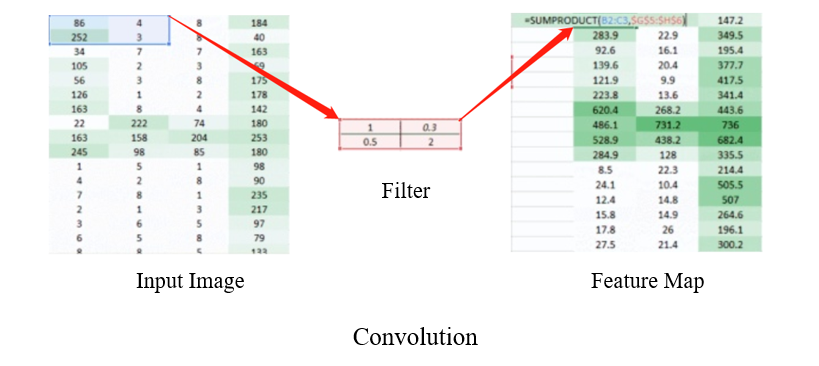 86 4 8 184
252 3 8 40
34 7 7 163
105 2 3 69
56 3 8 175
126 1 2 178
163 8 4 142
22 222 74 180
163 158 204 253
245 98 85 180
1 5 1 98
4 2 8 90
7 8 1 235
2 1 3 217
3 6 5 97
6 5 8 79
Input Image
1 0.3
0.5 2
Filter
=SUMPRODUCT(B2:C3,$G$5:$H$6) 147.2
283.9 22.9 349.5
92.6 16.1 195.4
139.6 20.4 377.7
121.9 9.9 417.5
223.8 13.6 341.4
620.4 268.2 443.6
486.1 731.2 736
528.9 438.2 682.4
284.9 128 335.5
8.5 22.3 214.4
24.1 10.4 505.5
12.4 14.8 507
15.8 14.9 264.6
17.8 26 196.1
27.5 21.4 300.2
Feature Map
Convolution